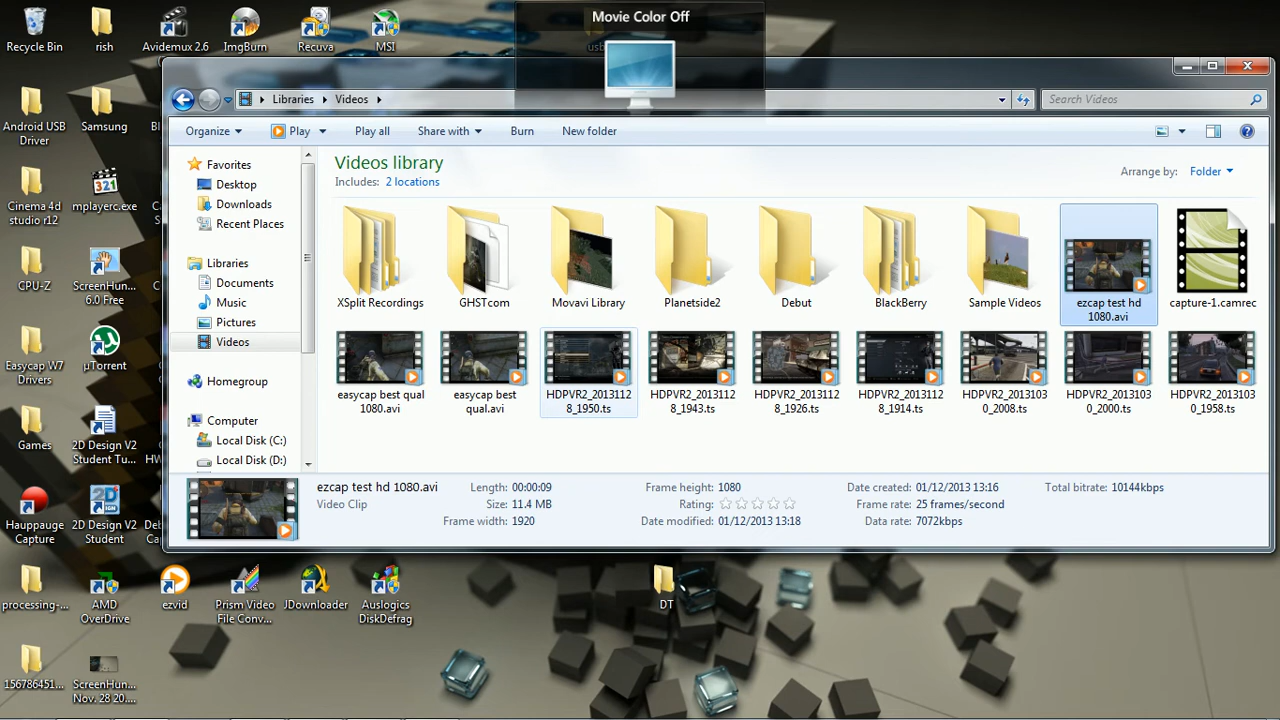 Movie Color Off
Recycle Bin
rish
Avidemux 2.6
ImgBurn
Recuva
MSI
usb
Libraries
Videos
Search Videos
Organize
Play
Play all
Share with
Burn
New folder
Favorites
Desktop
Downloads
Recent Places
Libraries
Documents
Music
Pictures
Videos
Homegroup
Computer
Local Disk (C:)
Local Disk (D:)
Videos library
Includes: 2 locations
Arrange by: Folder
XSplit Recordings
GHSTcom
Movavi Library
Planetside2
Debut
BlackBerry
Sample Videos
ezcap test hd
1080.avi
capture-1.camrec
easycap best qual
1080.avi
easycap best
qual.avi
HDPVR2_2013112
8_1950.ts
HDPVR2_2013112
8_1943.ts
HDPVR2_2013112
8_1926.ts
HDPVR2_2013112
8_1914.ts
HDPVR2_2013103
0_2008.ts
HDPVR2_2013103
0_2000.ts
HDPVR2_2013103
0_1958.ts
ezcap test hd 1080.avi
Video Clip
Length: 00:00:09
Size: 11.4 MB
Frame width: 1920
Frame height: 1080
Rating:
Date modified: 01/12/2013 13:18
Date created: 01/12/2013 13:16
Frame rate: 25 frames/second
Data rate: 7072kbps
Total bitrate: 10144kbps
Android USB
Driver
Samsung
Cinema 4d
studio r12
mplayerc.exe
CPU-Z
ScreenHun...
6.0 Free
Easycap W7
Drivers
µTorrent
Games
2D Design V2
Student Tu...
Hauppauge
Capture
2D Design V2
Student
processing-...
AMD
OverDrive
ezvid
Prism Video
File Conv...
JDownloader
Auslogics
DiskDefrag
DT
156786451...
ScreenHun...
Nov. 28 20...